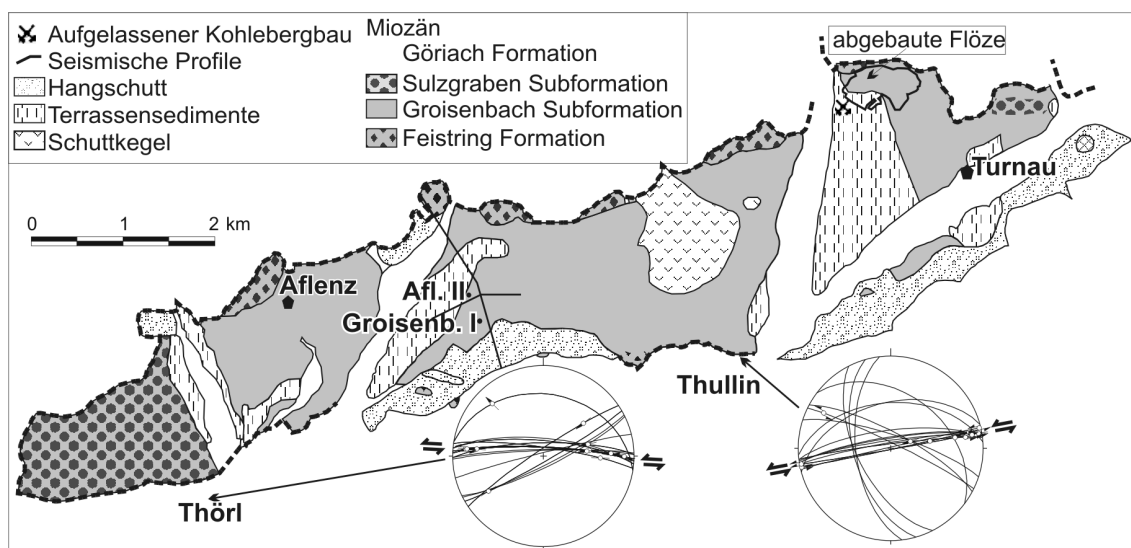 Aufgelassener Kohlebergbau
Seismische Profile
Hangschutt
Terrassensedimente
Schuttkegel
Miozän
Göriach Formation
Sulzgraben Subformation
Groisenbach Subformation
Feistring Formation
abgebaute Flöze
Turnau
0 1 2 km
Aflenz
Afl. II
Groisenb. I
Thullin
Thörl